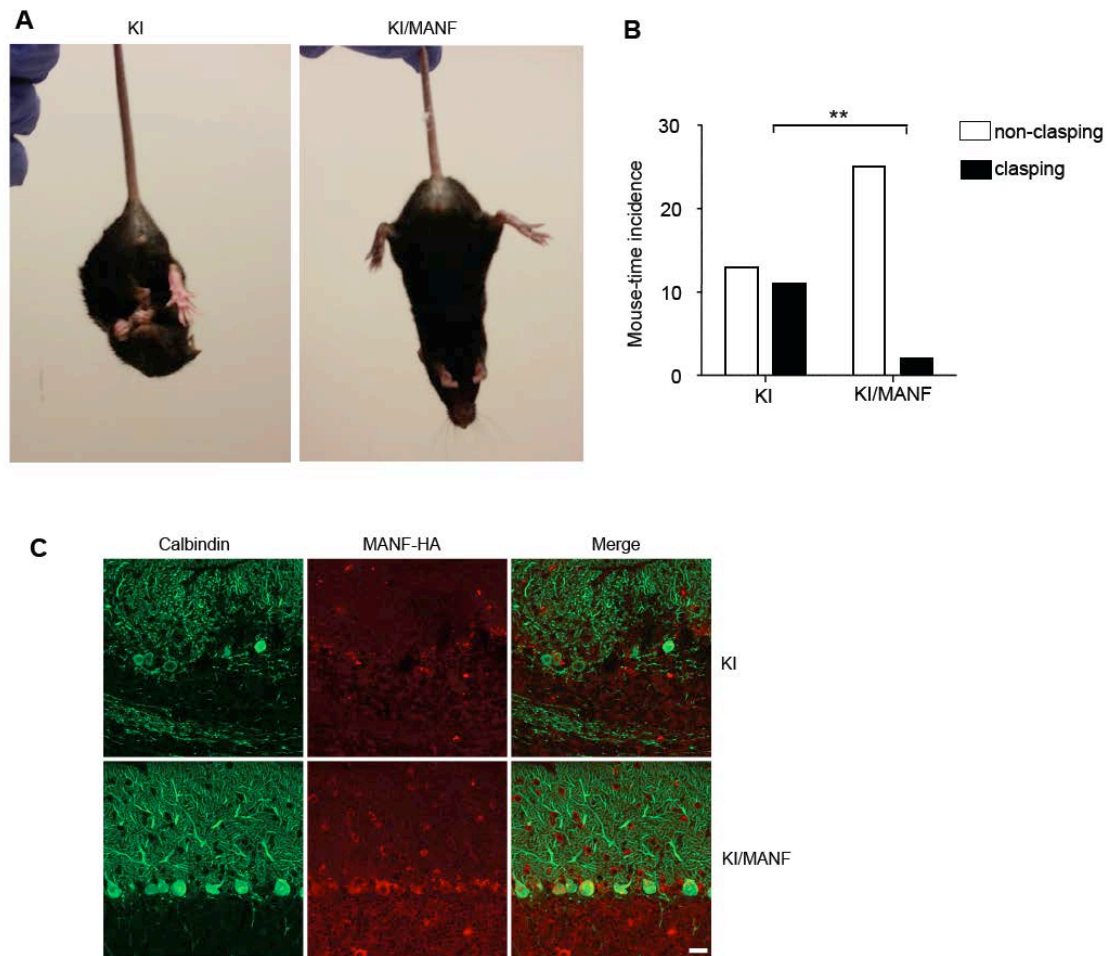 A
KI
KI/MANF
B
Mouse-time incidence
30
20
10
0
**
non-clasping
clasping
KI
KI/MANF
C
Calbindin
MANF-HA
Merge
KI
KI/MANF